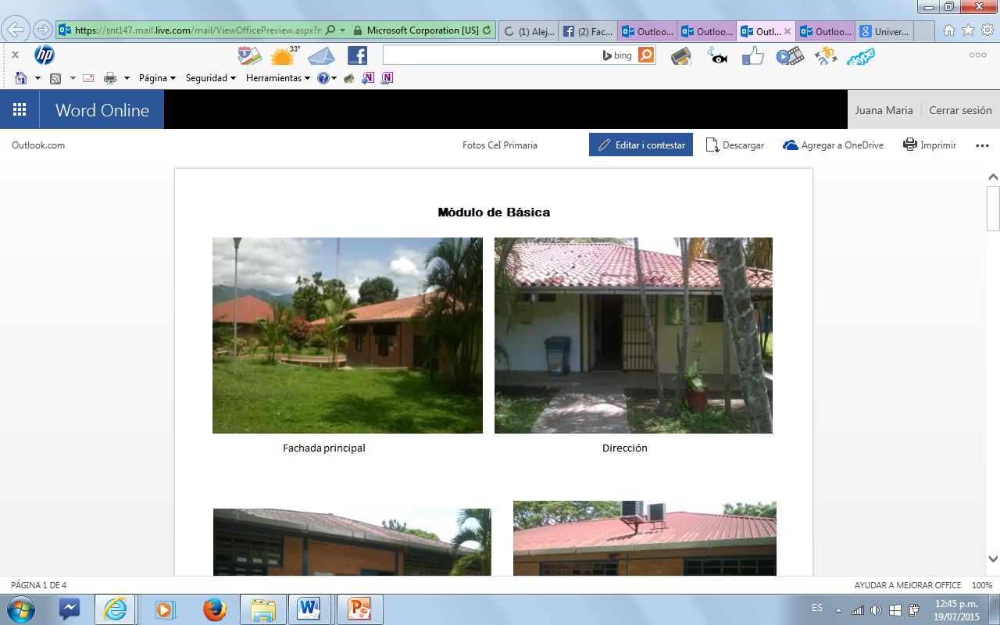 https://snt147.mail.live.com/mail/ViewOfficePreview.aspx?r
Microsoft Corporation [US]
(1) Alej...
(2) Fac...
Outloo...
Outloo...
Outl...
Outloo...
Univer...
hp
5
33°
bing
skype
Página
Seguridad
Herramientas
Word Online
Juana Maria
Cerrar sesión
Outlook.com
Fotos CeI Primaria
Editar i contestar
Descargar
Agregar a OneDrive
Imprimir
Módulo de Básica
Fachada principal
Dirección
PÁGINA 1 DE 4
AYUDAR A MEJORAR OFFICE
100%
ES
12:45 p.m.
19/07/2015